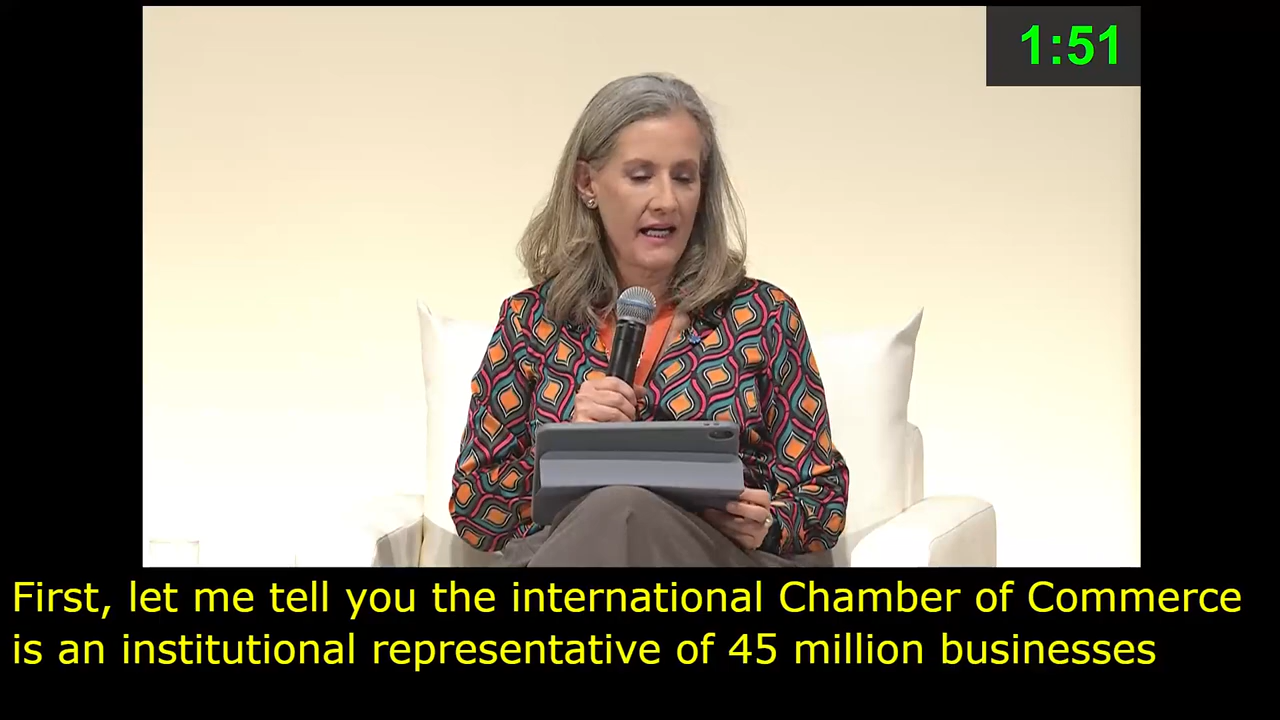 1:51
First, let me tell you the international Chamber of Commerce
is an institutional representative of 45 million businesses